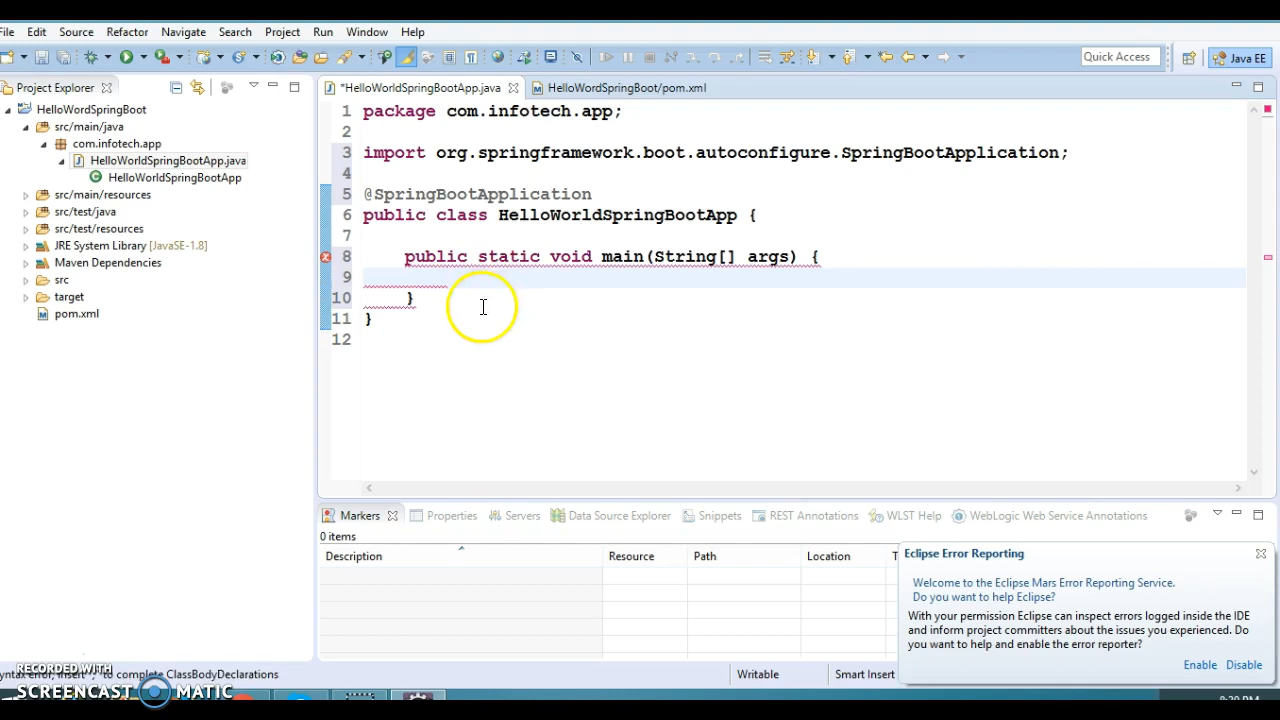 File Edit Source Refactor Navigate Search Project Run Window Help
Quick Access
Java EE
Project Explorer
HelloWordSpringBoot
src/main/java
com.infotech.app
HelloWorldSpringBootApp.java
HelloWorldSpringBootApp
src/main/resources
src/test/java
src/test/resources
JRE System Library [JavaSE-1.8]
Maven Dependencies
src
target
pom.xml
*HelloWorldSpringBootApp.java
HelloWorldSpringBoot/pom.xml
1 package com.infotech.app;
2
3 import org.springframework.boot.autoconfigure.SpringBootApplication;
4
5 @SpringBootApplication
6 public class HelloWorldSpringBootApp {
7
8 public static void main(String[] args) {
9
10 }
11 }
12
Markers Properties Servers Data Source Explorer Snippets REST Annotations WLST Help WebLogic Web Service Annotations
0 items
Description Resource Path Location T
Eclipse Error Reporting
Welcome to the Eclipse Mars Error Reporting Service.
Do you want to help Eclipse?
With your permission Eclipse can inspect errors logged inside the IDE
and inform project committers about the issues you experienced. Do
you want to help and enable the error reporter?
Enable Disable
to complete ClassBodyDeclarations
Writable
Smart Insert
RECORDED WITH
SCREENCAST MATIC